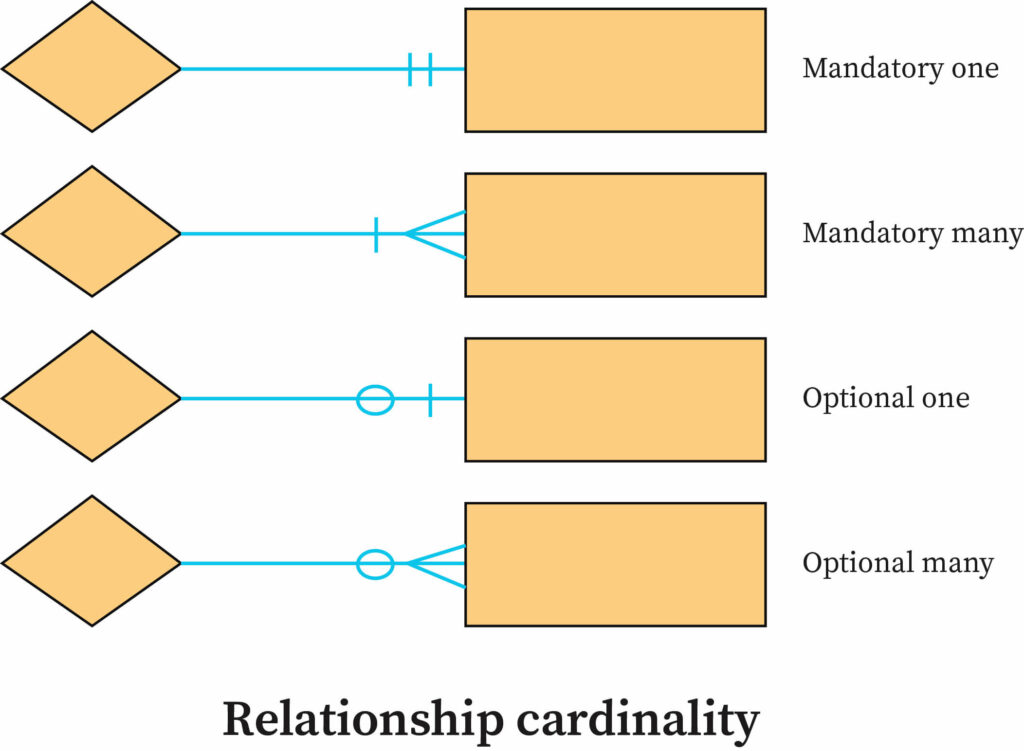 Mandatory one
Mandatory many
Optional one
Optional many
Relationship cardinality